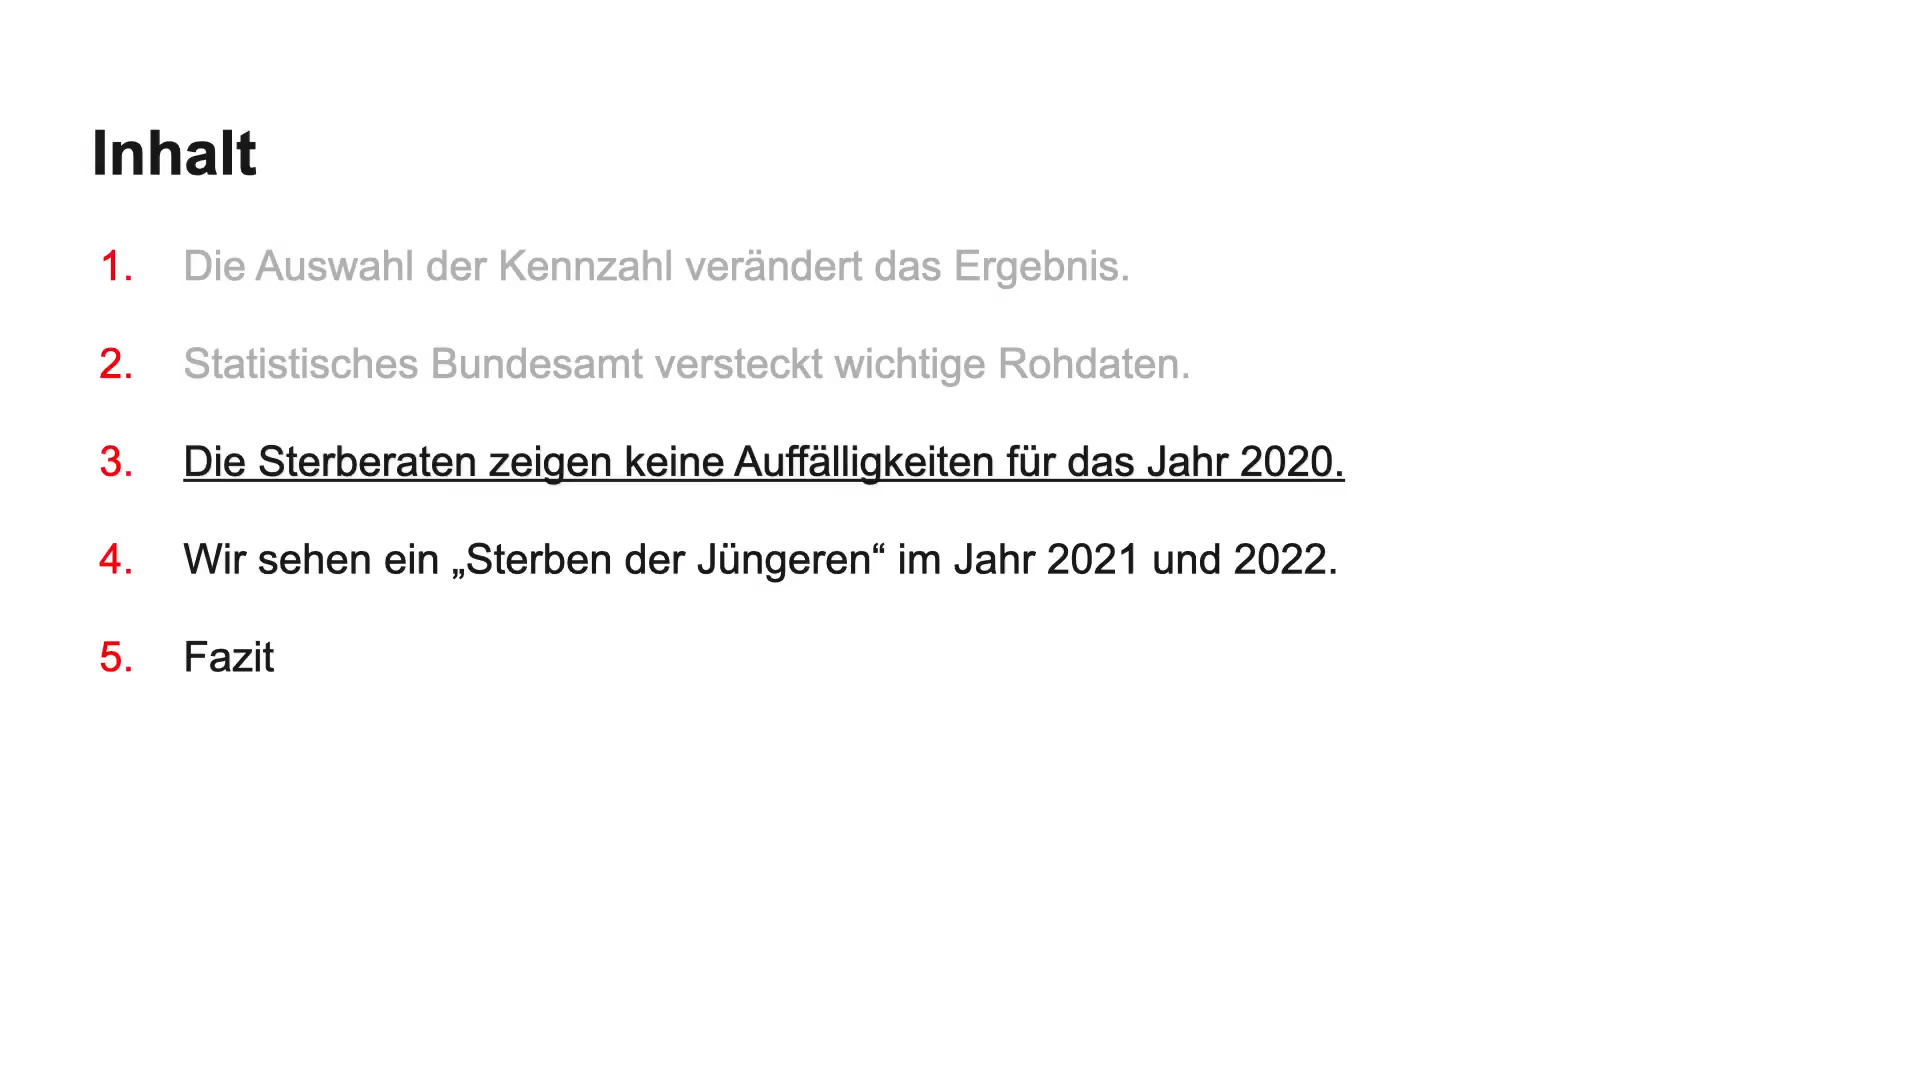 Inhalt
1. Die Auswahl der Kennzahl verändert das Ergebnis.
2. Statistisches Bundesamt versteckt wichtige Rohdaten.
3. Die Sterberaten zeigen keine Auffälligkeiten für das Jahr 2020.
4. Wir sehen ein „Sterben der Jüngeren“ im Jahr 2021 und 2022.
5. Fazit